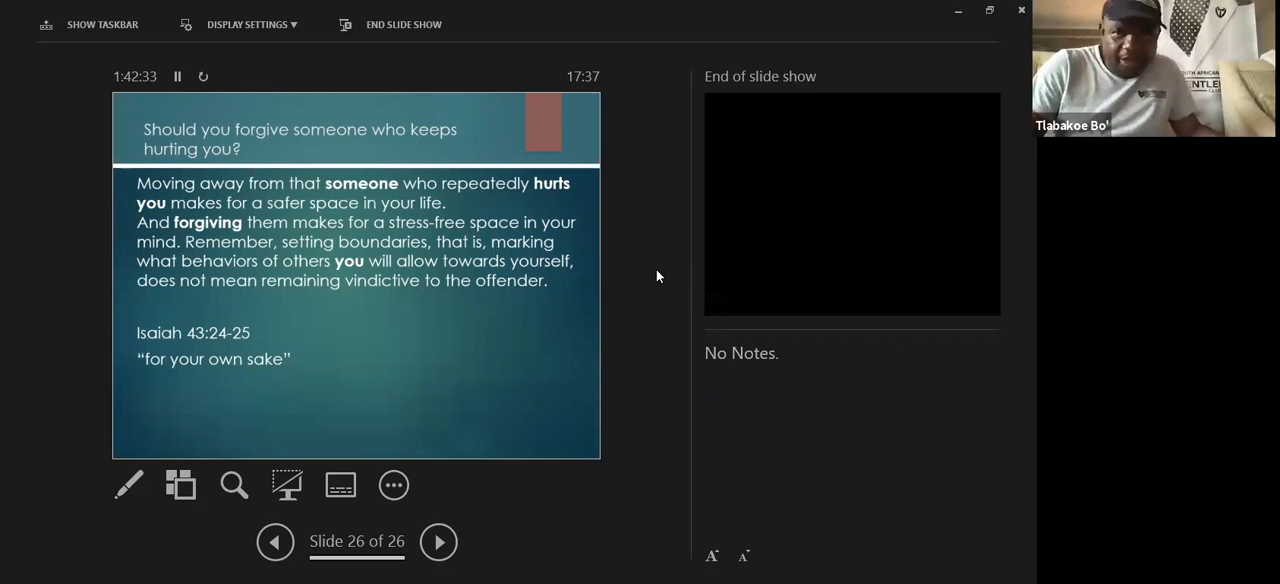 SHOW TASKBAR
DISPLAY SETTINGS
END SLIDE SHOW
1:42:33
17:37
Should you forgive someone who keeps
hurting you?
Moving away from that someone who repeatedly hurts
you makes for a safer space in your life.
And forgiving them makes for a stress-free space in your
mind. Remember, setting boundaries, that is, marking
what behaviors of others you will allow towards yourself,
does not mean remaining vindictive to the offender.
Isaiah 43:24-25
“for your own sake”
Slide 26 of 26
End of slide show
No Notes.
A A
Tlabakoe Bo'
OUTH AFRICAN
ENTLE